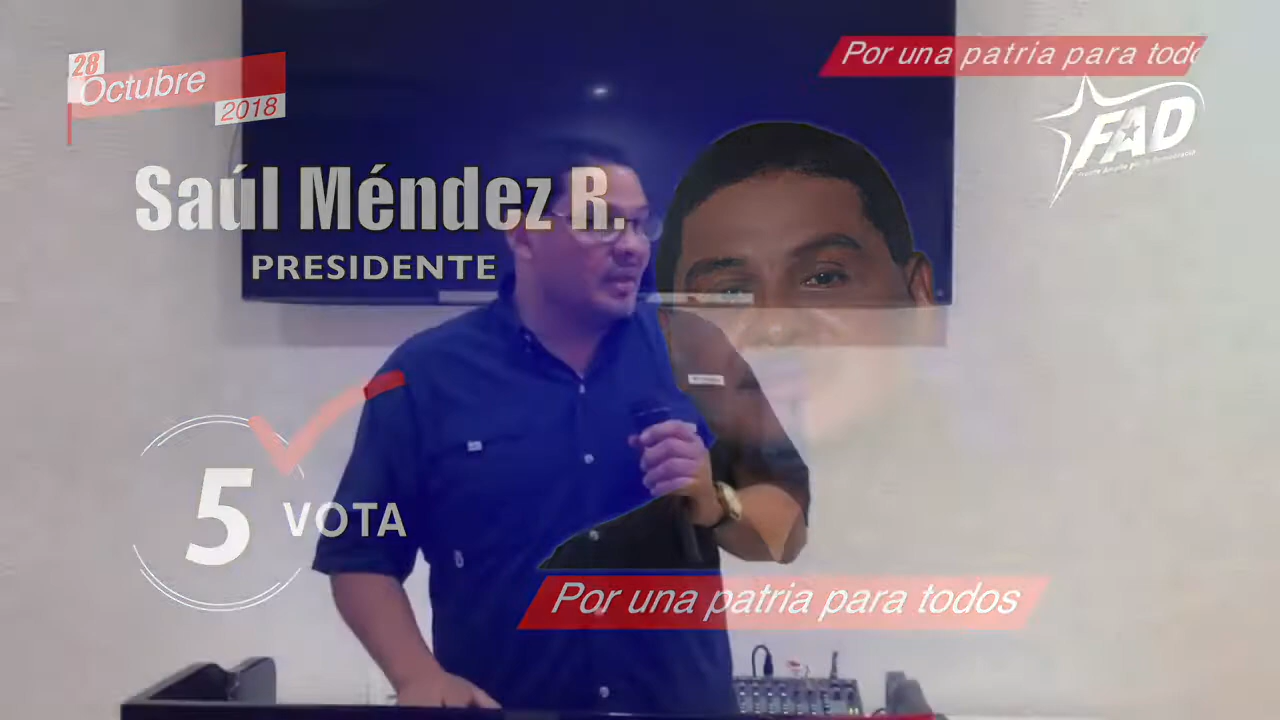 28
Octubre
2018
Por una patria para todo
FAD
Saúl Méndez R.
PRESIDENTE
5
VOTA
Por una patria para todos